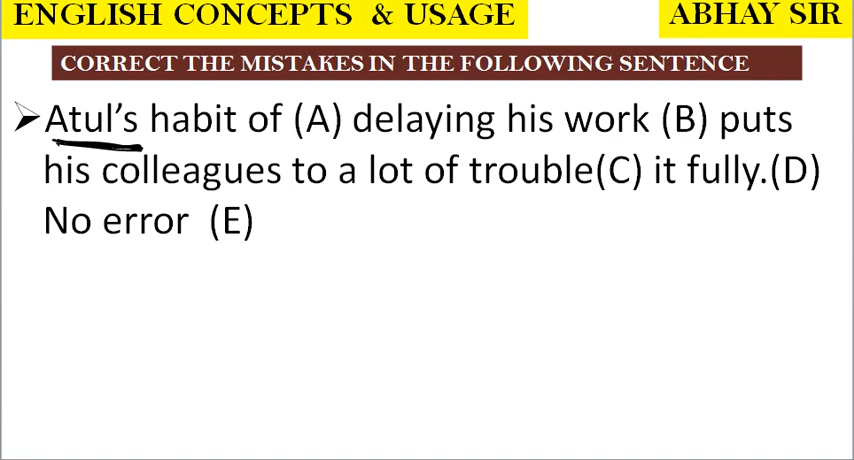 ENGLISH CONCEPTS & USAGE
ABHAY SIR
CORRECT THE MISTAKES IN THE FOLLOWING SENTENCE
Atul’s habit of (A) delaying his work (B) puts
his colleagues to a lot of trouble(C) it fully.(D)
No error (E)